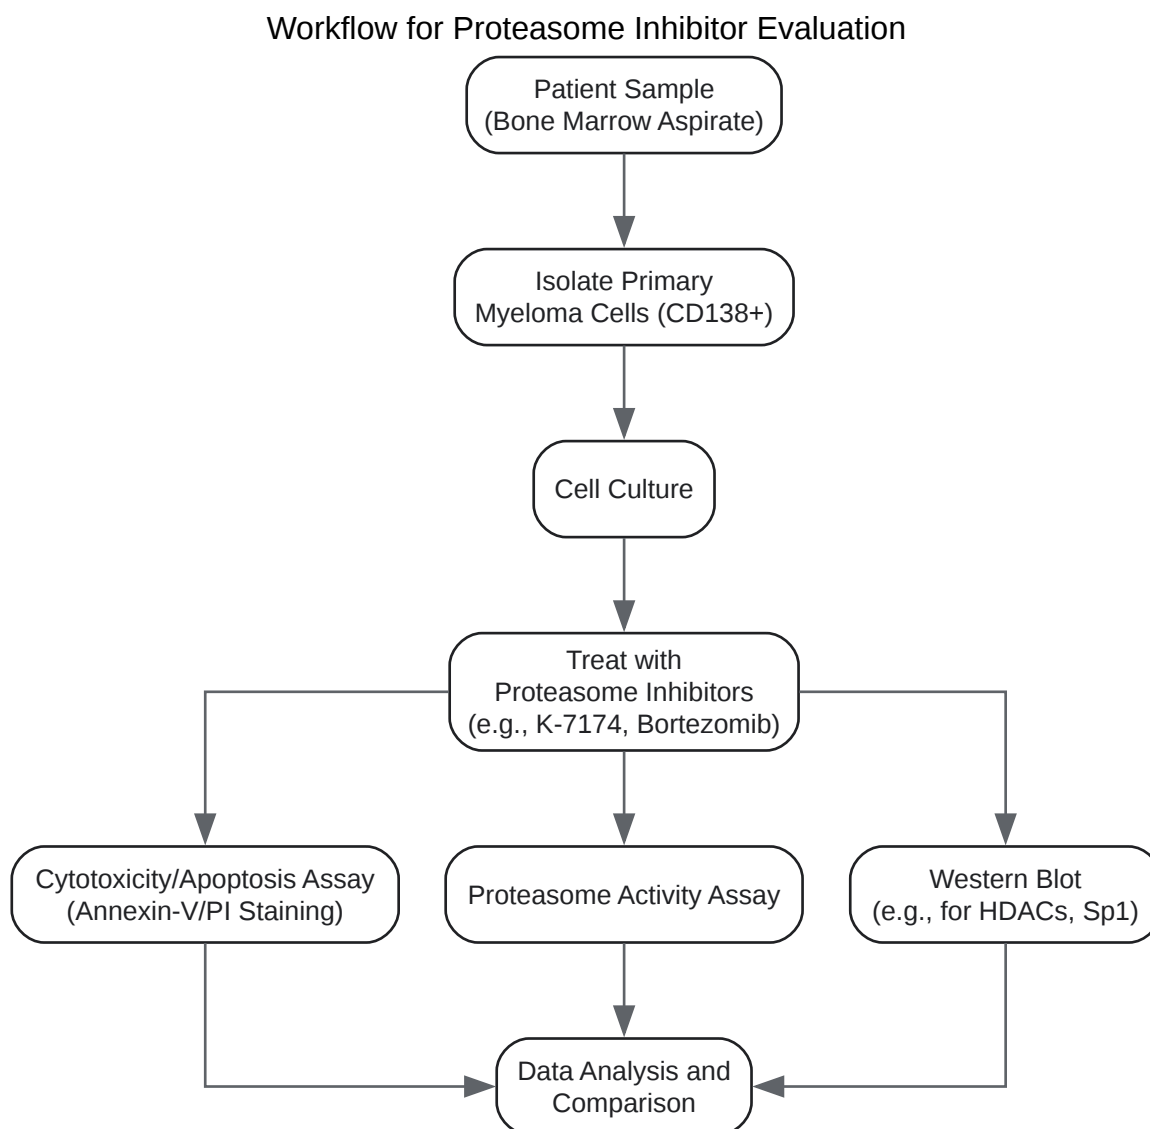 Workflow for Proteasome Inhibitor Evaluation
Patient Sample
(Bone Marrow Aspirate)
Isolate Primary
Myeloma Cells (CD138+)
Cell Culture
Treat with
Proteasome Inhibitors
(e.g., K-7174, Bortezomib)
Cytotoxicity/Apoptosis Assay
(Annexin-V/PI Staining)
Proteasome Activity Assay
Western Blot
(e.g., for HDACs, Sp1)
Data Analysis and
Comparison